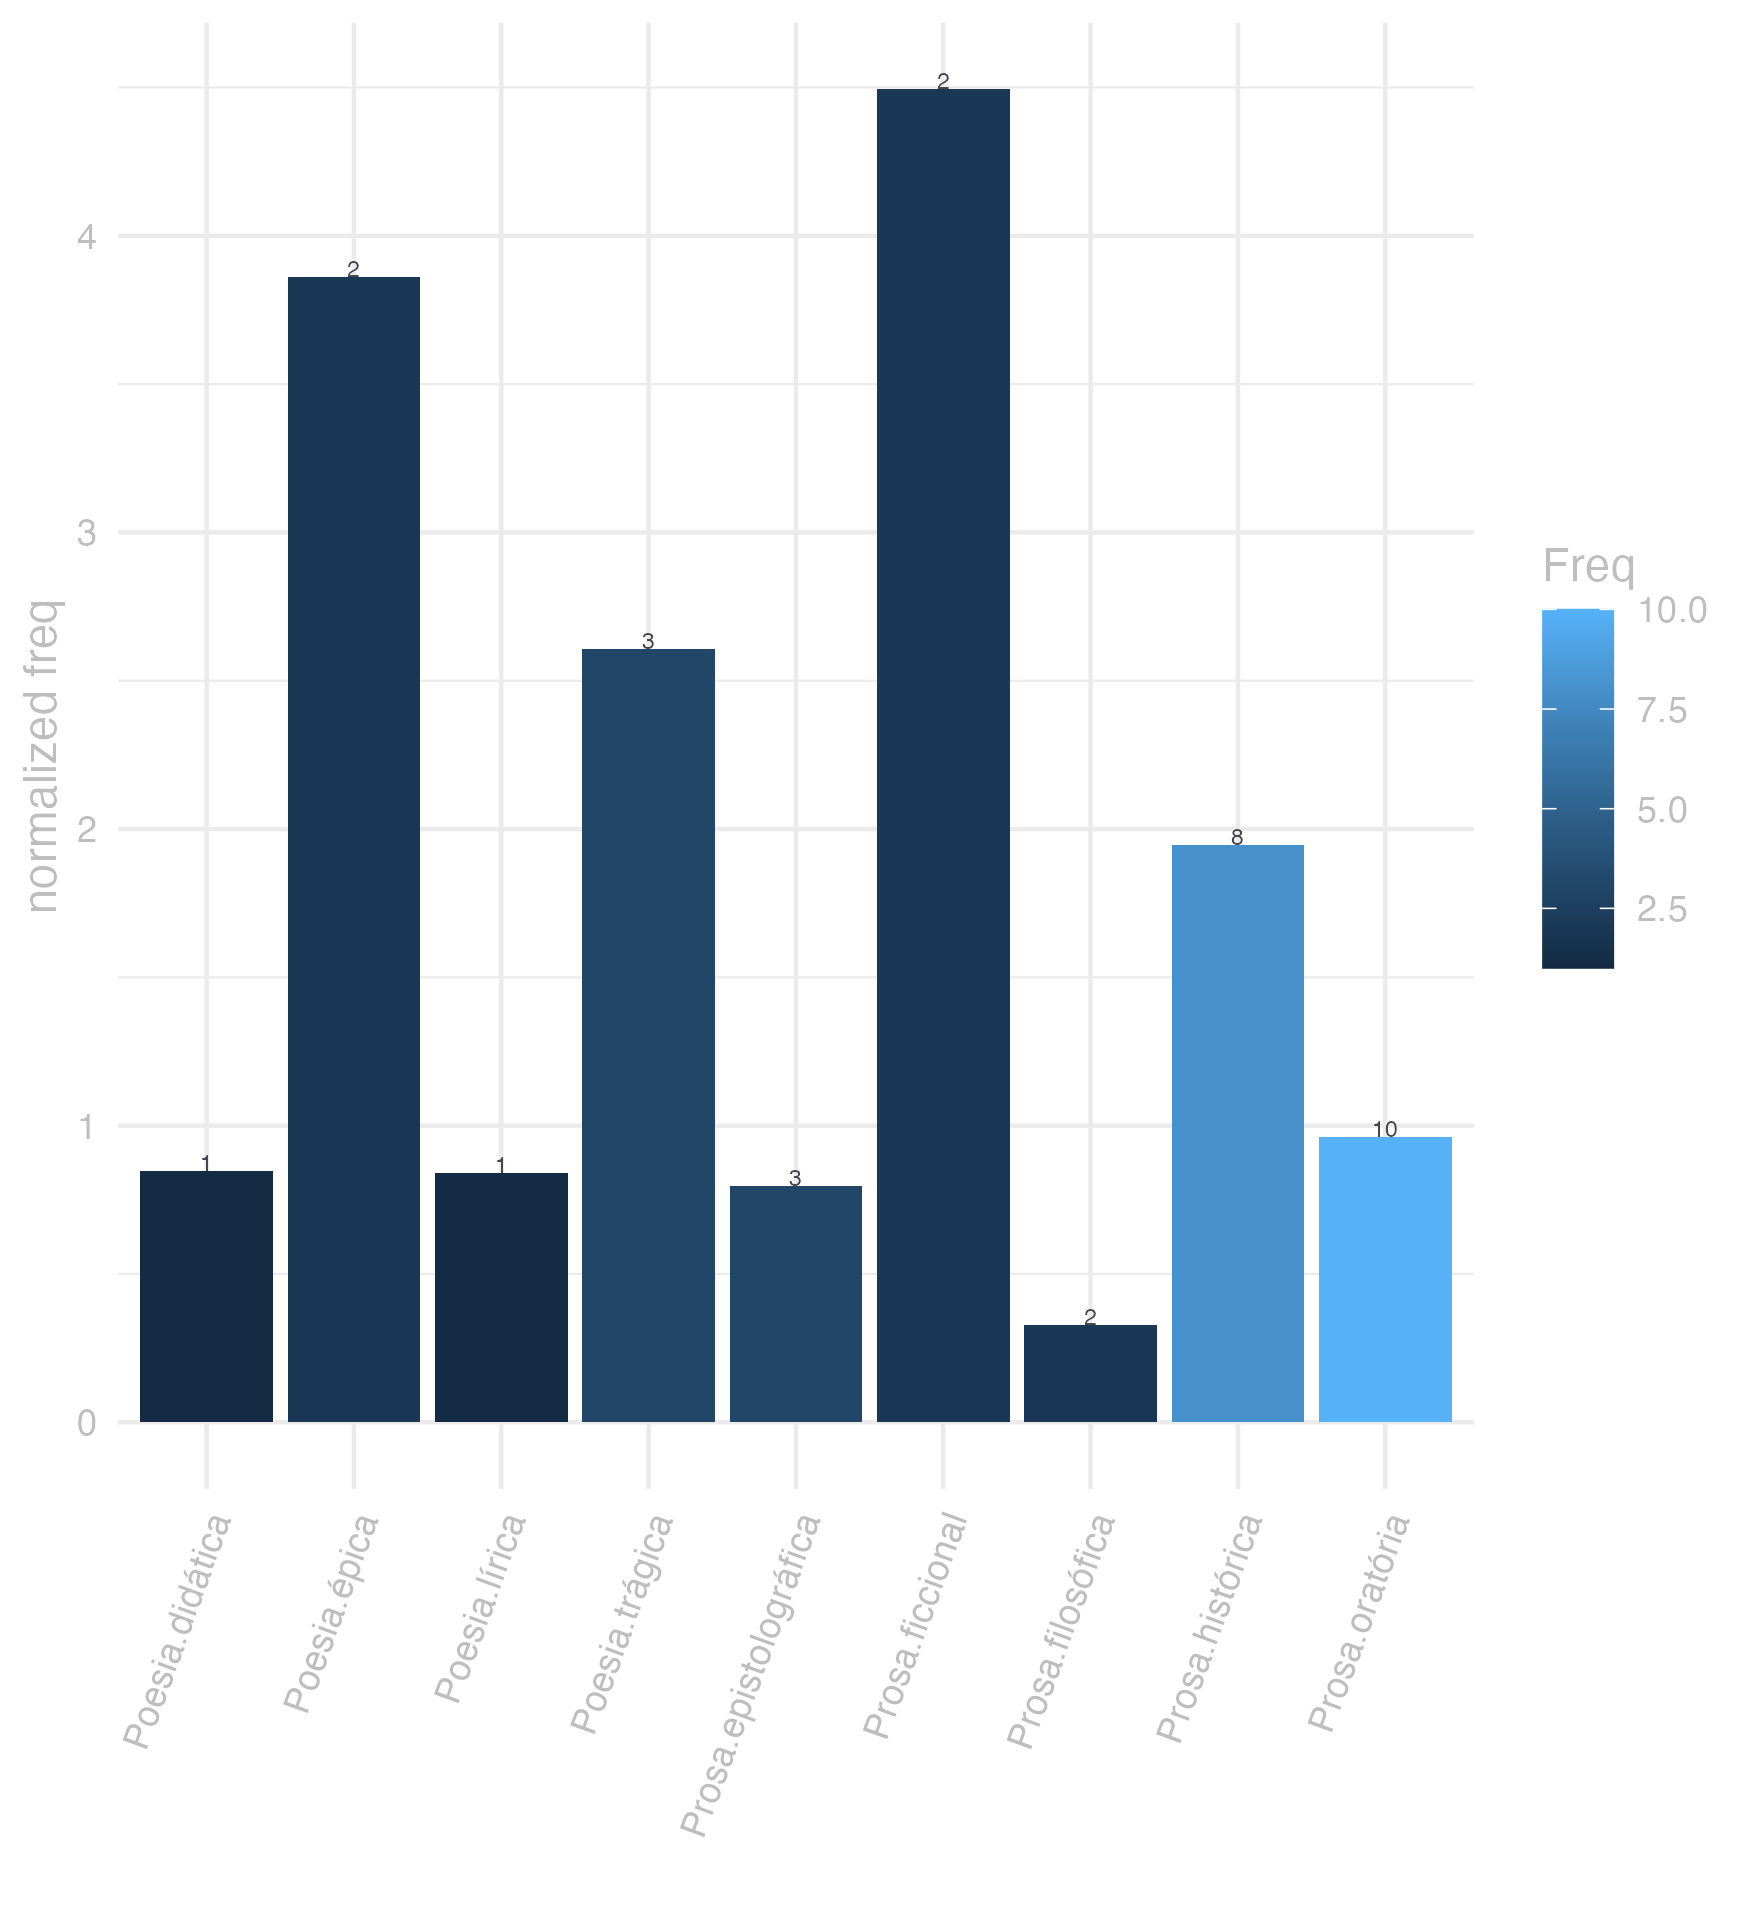 normalized freq
4
3
2
1
0
2
2
3
8
10
1
1
3
2
Poesia.didática
Poesia.épica
Poesia.lírica
Poesia.trágica
Prosa.epistolográfica
Prosa.ficcional
Prosa.filosófica
Prosa.histórica
Prosa.oratória
Freq
10.0
7.5
5.0
2.5